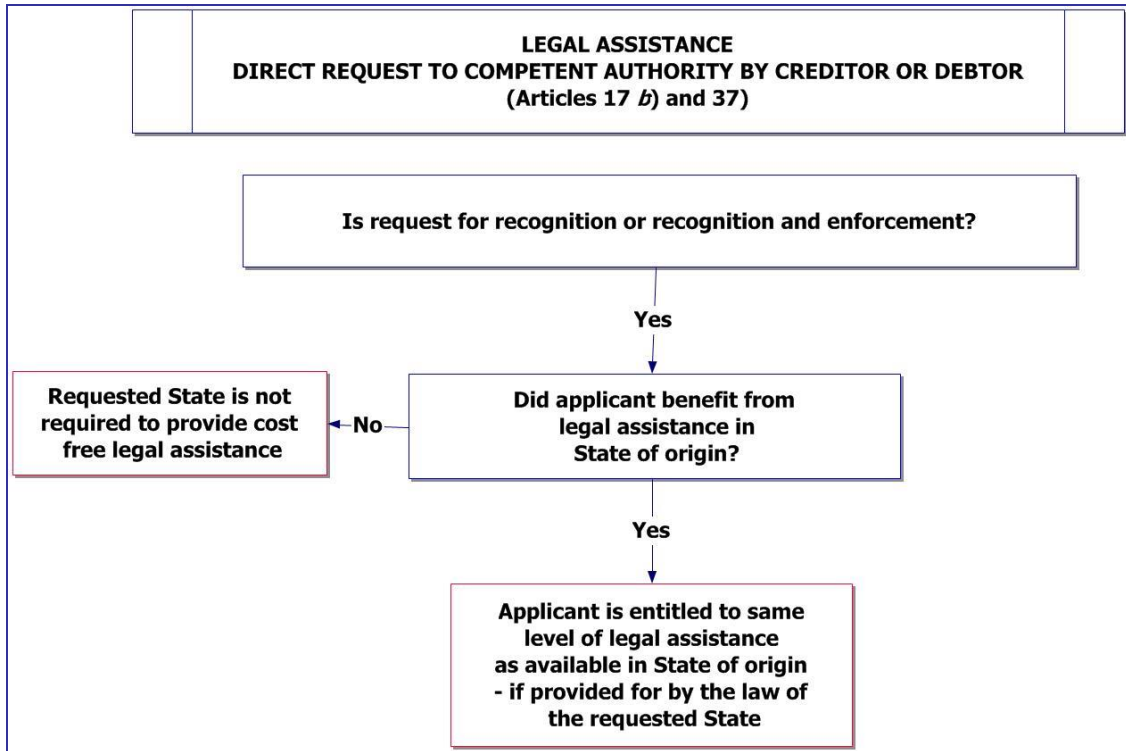 LEGAL ASSISTANCE
DIRECT REQUEST TO COMPETENT AUTHORITY BY CREDITOR OR DEBTOR
(Articles 17 b) and 37)
Is request for recognition or recognition and enforcement?
Yes
Requested State is not
required to provide cost
free legal assistance
No
Did applicant benefit from
legal assistance in
State of origin?
Yes
Applicant is entitled to same
level of legal assistance
as available in State of origin
- if provided for by the law of
the requested State